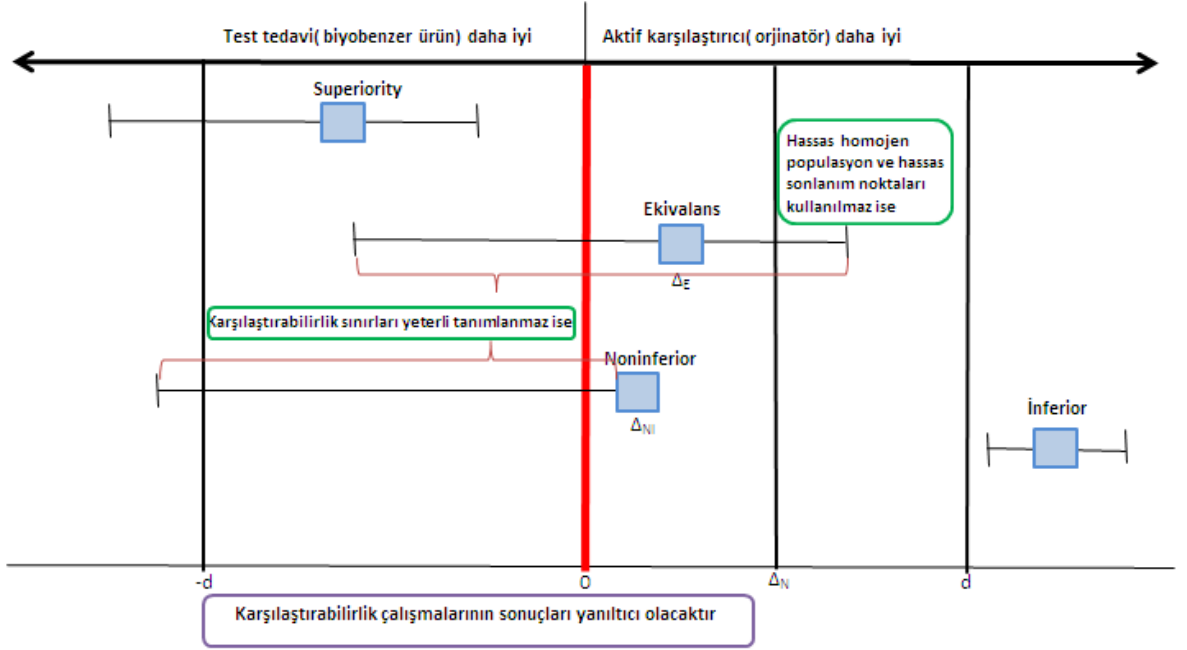 Test tedavi( biyobenzer ürün) daha iyi
Aktif karşılaştırıcı( orjinatör) daha iyi
Superiority
Hassas homojen
populasyon ve hassas
sonlanım noktaları
kullanılmaz ise
Ekivalans
ΔE
Karşılaştırabilirlik sınırları yeterli tanımlanmaz ise
Noninferior
ΔNI
İnferior
-d
0
ΔN
d
Karşılaştırabilirlik çalışmalarının sonuçları yanıltıcı olacaktır